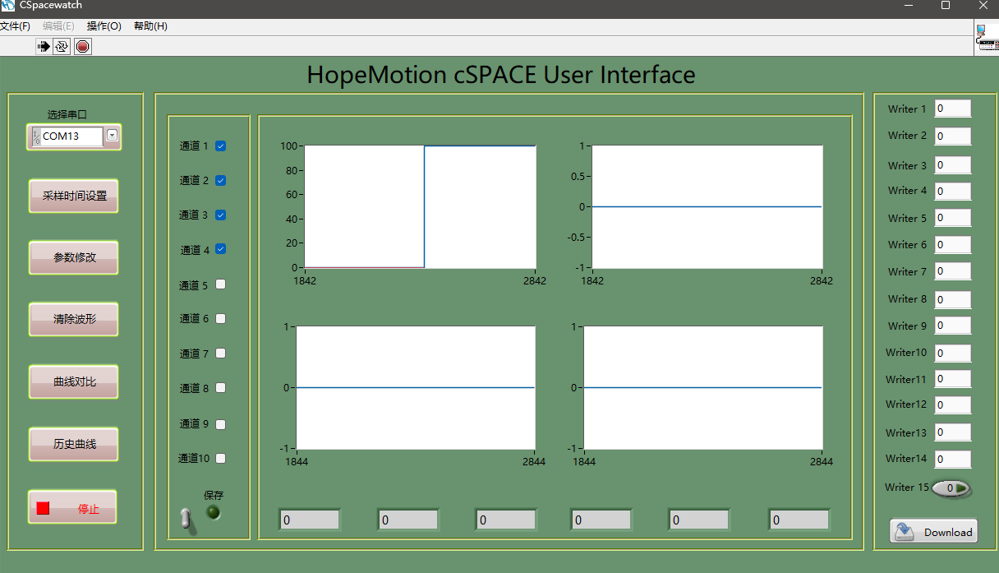 CSpacewatch
文件(F) 编辑(E) 操作(O) 帮助(H)
HopeMotion cSPACE User Interface
选择串口
COM13
采样时间设置
参数修改
清除波形
曲线对比
历史曲线
停止
通道 1
通道 2
通道 3
通道 4
通道 5
通道 6
通道 7
通道 8
通道 9
通道10
保存
100
80
60
40
20
0
1842 2842
1
0.5
0
-0.5
-1
1842 2842
1
0
-1
1844 2844
1
0
-1
1844 2844
0 0 0 0 0 0
Writer 1 0
Writer 2 0
Writer 3 0
Writer 4 0
Writer 5 0
Writer 6 0
Writer 7 0
Writer 8 0
Writer 9 0
Writer10 0
Writer11 0
Writer12 0
Writer13 0
Writer14 0
Writer 15 0
Download